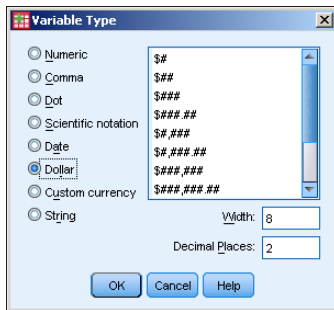 Variable Type
Numeric
Comma
Dot
Scientific notation
Date
Dollar
Custom currency
String
$#
$##
$###
$###.##
$#,###
$#,###.##
$###,###
$###,###.##
Width: 8
Decimal Places: 2
OK Cancel Help